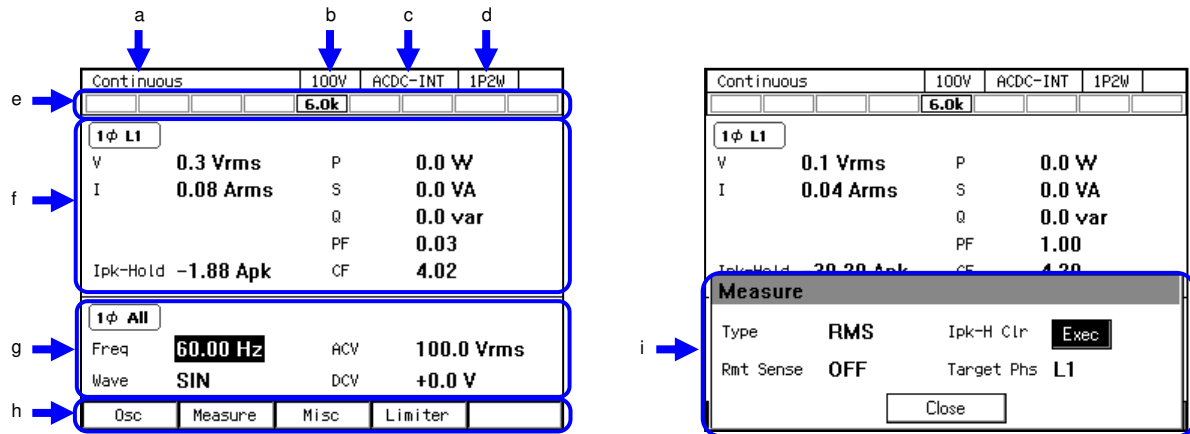 a b c d
Continuous 100V ACDC-INT 1P2W
e 6.0k
1ϕ L1
V 0.3 Vrms P 0.0 W
f I 0.08 Arms S 0.0 VA
Q 0.0 var
PF 0.03
Ipk-Hold -1.88 Apk CF 4.02
1ϕ All
g Freq 60.00 Hz ACV 100.0 Vrms
Wave SIN DCV +0.0 V
h Osc Measure Misc Limiter
Continuous 100V ACDC-INT 1P2W
6.0k
1ϕ L1
V 0.1 Vrms P 0.0 W
I 0.04 Arms S 0.0 VA
Q 0.0 var
PF 1.00
Ipk-Hold Apk CF
Measure
i Type RMS Ipk-H Clr Exec
Rmt Sense OFF Target Phs L1
Close